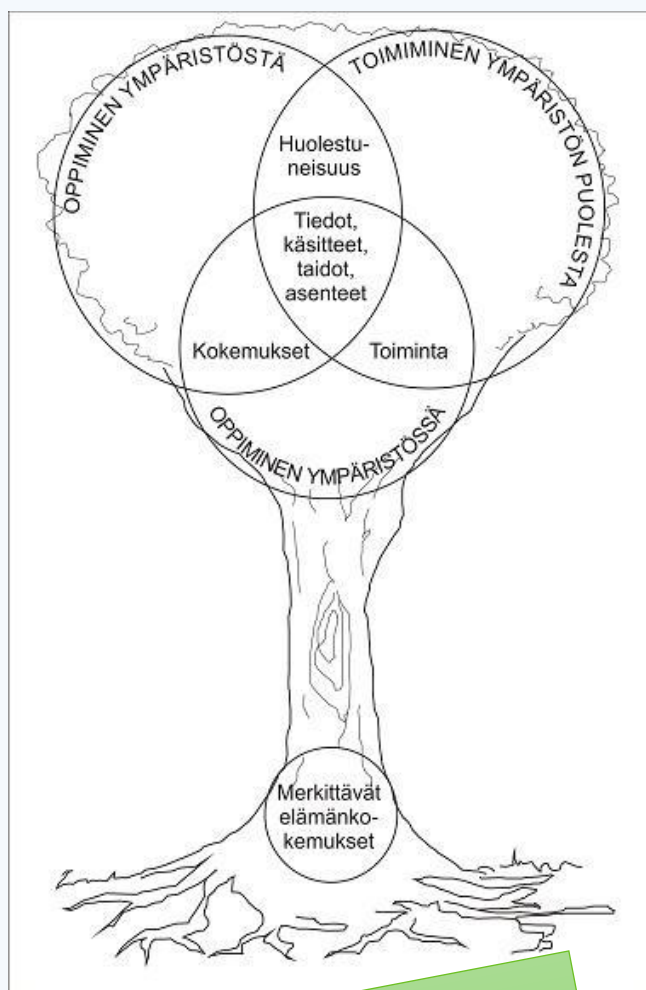 OPPIMINEN YMPÄRISTÖSTÄ
TOIMIMINEN YMPÄRISTÖN PUOLESTA
Huolestu-
neisuus
Tiedot,
käsitteet,
taidot,
asenteet
Kokemukset
Toiminta
OPPIMINEN YMPÄRISTÖSSÄ
Merkittävät
elämänko-
kemukset